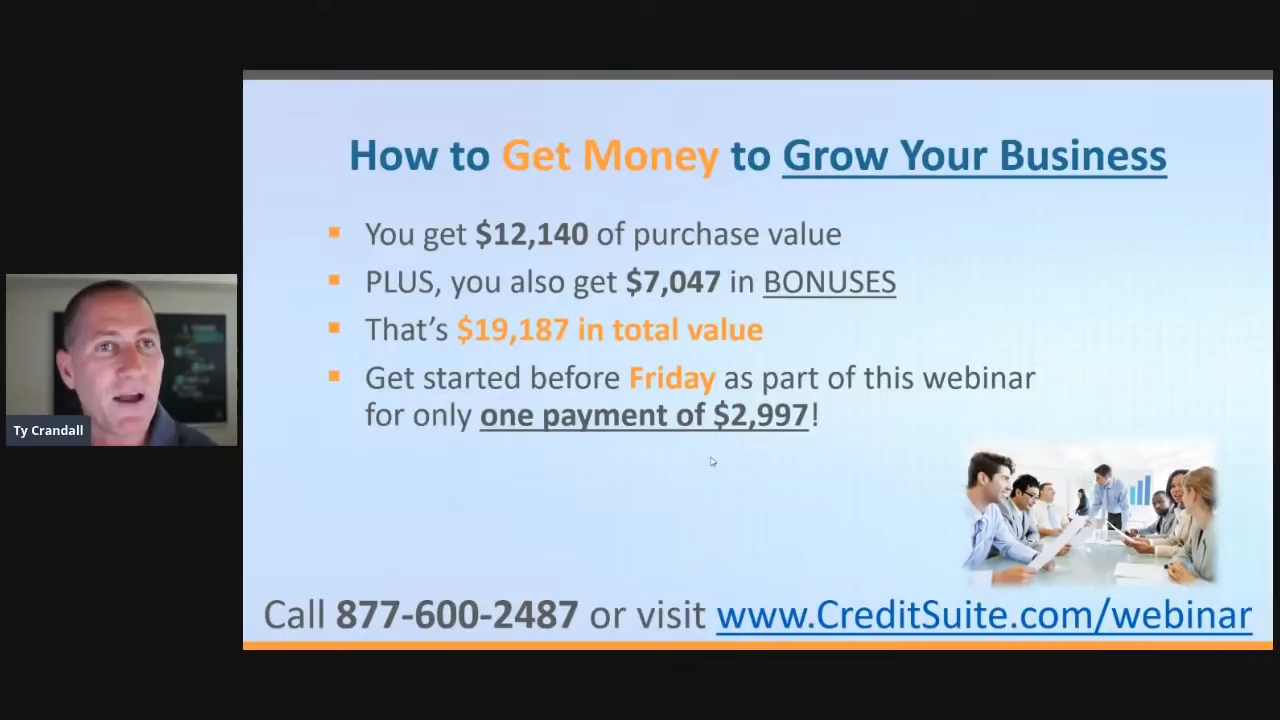 How to Get Money to Grow Your Business
You get $12,140 of purchase value
PLUS, you also get $7,047 in BONUSES
That’s $19,187 in total value
Get started before Friday as part of this webinar
for only one payment of $2,997!
Ty Crandall
Call 877-600-2487 or visit www.CreditSuite.com/webinar